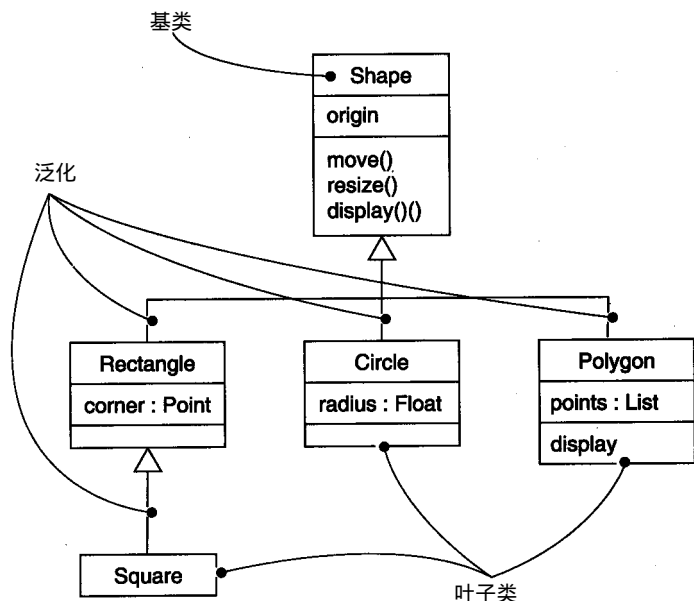 基类
Shape
origin
move()
resize()
display()()
泛化
Rectangle
corner : Point
Circle
radius : Float
Polygon
points : List
display
Square
叶子类